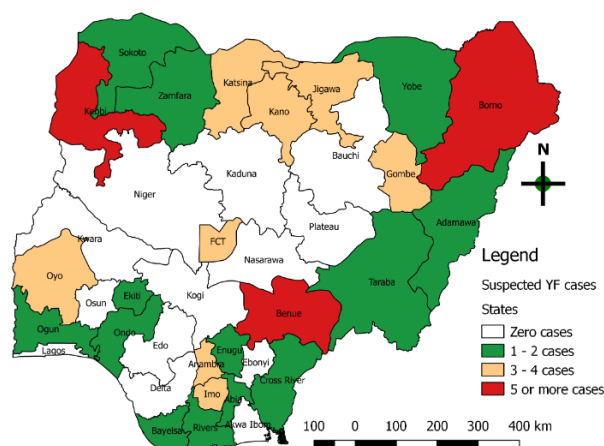 Sokoto
Katsina
Jigawa
Yobe
Borno
Kebbi
Zamfara
Kano
Bauchi
Gombe
Kaduna
Niger
Adamawa
Plateau
Kwara
FCT
Nasarawa
Taraba
Oyo
Kogi
Osun
Ekiti
Benue
Ogun
Ondo
Edo
Enugu
Ebonyi
Lagos
Anambra
Delta
Imo
Abia
Cross River
Bayelsa
Rivers
Akwa Ibom
N
Legend
Suspected YF cases
States
Zero cases
1 - 2 cases
3 - 4 cases
5 or more cases
100 0 100 200 300 400 km